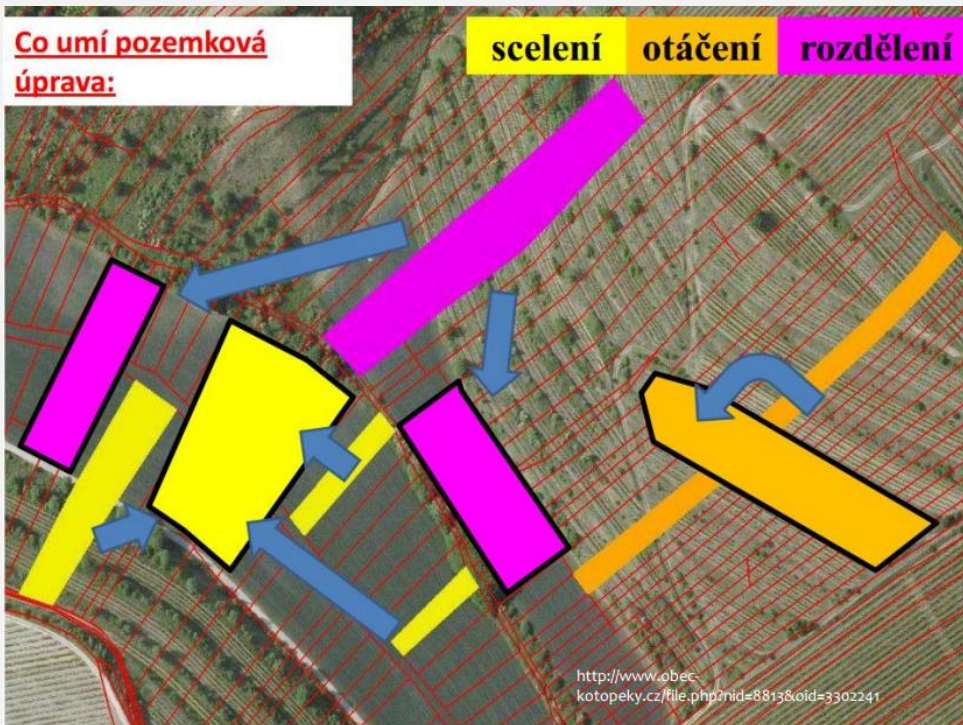 Co umí pozemková
úprava:
scelení otáčení rozdělení
http://www.obec-
kotopeky.cz/file.php?nid=8813&oid=3302241